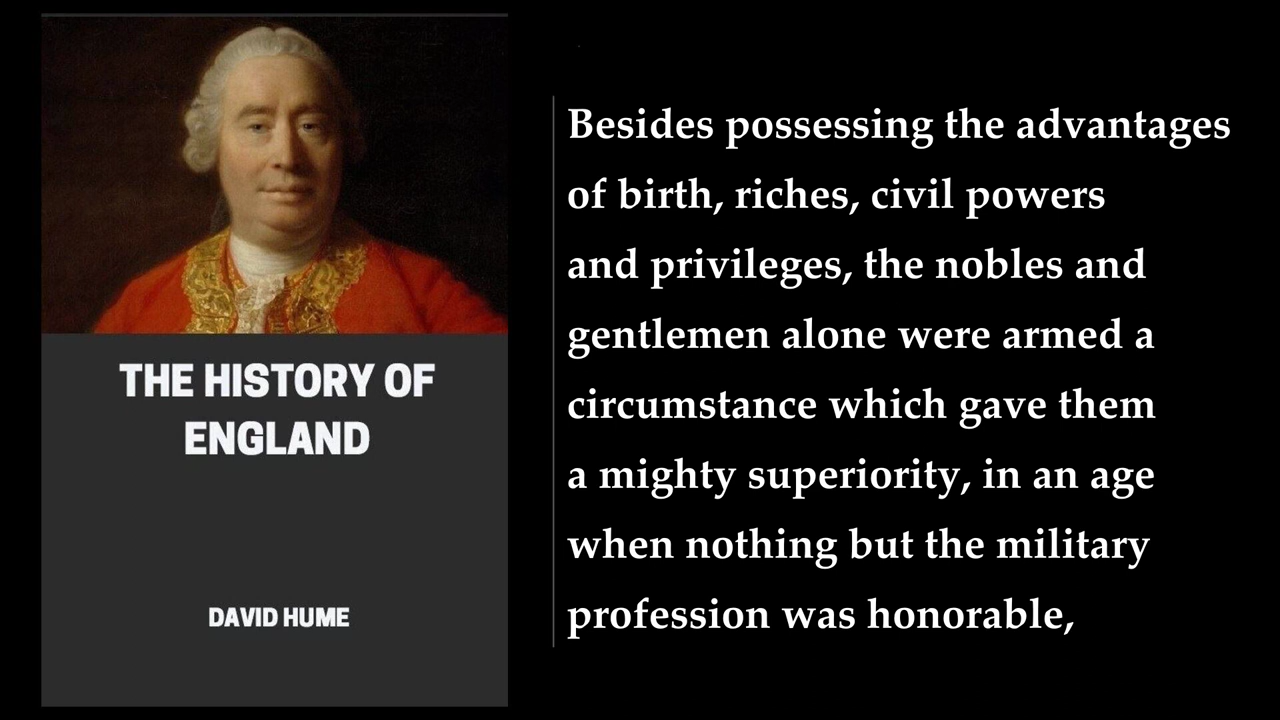 THE HISTORY OF
ENGLAND
DAVID HUME
Besides possessing the advantages
of birth, riches, civil powers
and privileges, the nobles and
gentlemen alone were armed a
circumstance which gave them
a mighty superiority, in an age
when nothing but the military
profession was honorable,